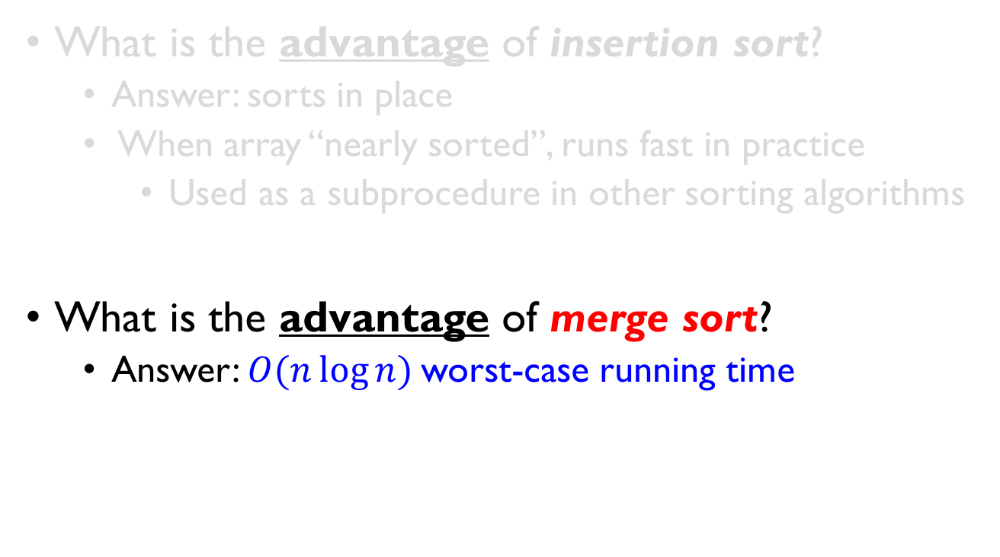 • What is the advantage of insertion sort?
• Answer: sorts in place
• When array “nearly sorted”, runs fast in practice
• Used as a subprocedure in other sorting algorithms
• What is the advantage of merge sort?
• Answer: O(n log n) worst-case running time